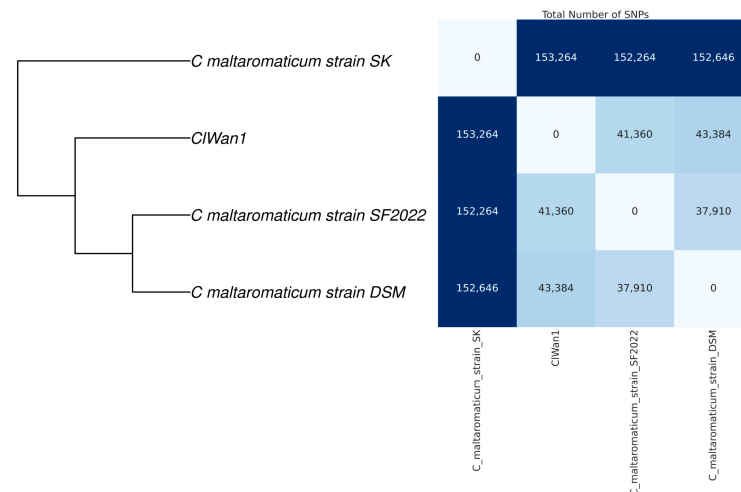 Total Number of SNPs
C maltaromaticum strain SK
0 153,264 152,264 152,646
ClWan1
153,264 0 41,360 43,384
C maltaromaticum strain SF2022
152,264 41,360 0 37,910
C maltaromaticum strain DSM
152,646 43,384 37,910 0
C_maltaromaticum_strain_SK
ClWan1
C_maltaromaticum_strain_SF2022
C_maltaromaticum_strain_DSM